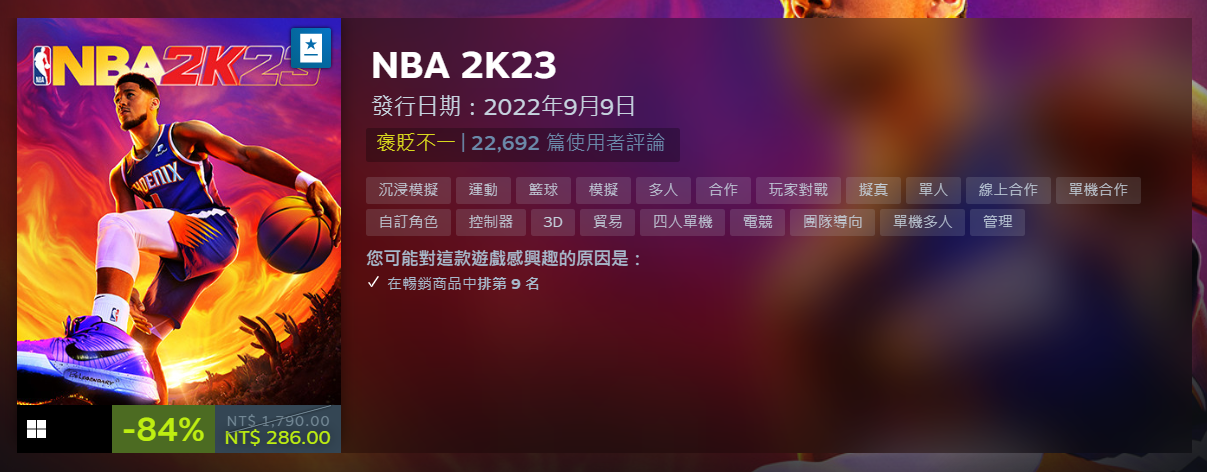 NBA 2K23
NBA
PHOENIX
-84%
NT$ 1,790.00
NT$ 286.00
NBA 2K23
發行日期：2022年9月9日
褒貶不一 | 22,692 篇使用者評論
沉浸模擬 運動 籃球 模擬 多人 合作 玩家對戰 擬真 單人 線上合作 單機合作
自訂角色 控制器 3D 貿易 四人單機 電競 團隊導向 單機多人 管理
您可能對這款遊戲感興趣的原因是：
在暢銷商品中排第 9 名